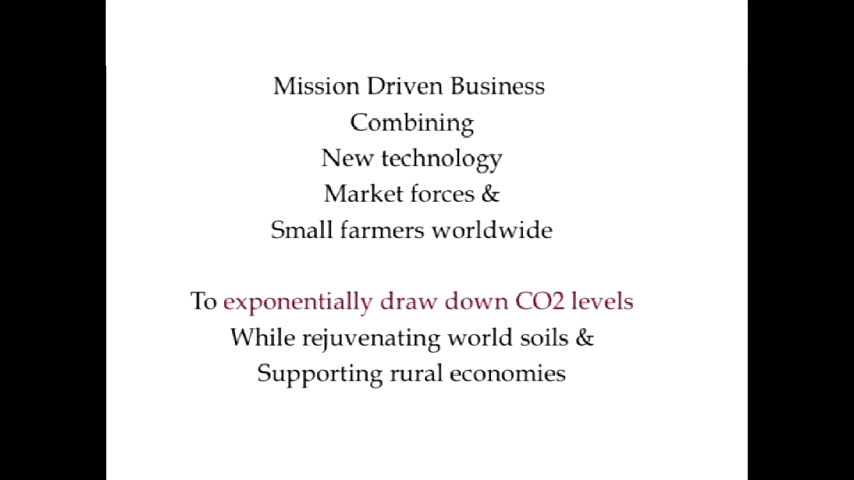 Mission Driven Business
Combining
New technology
Market forces &
Small farmers worldwide
To exponentially draw down CO2 levels
While rejuvenating world soils &
Supporting rural economies